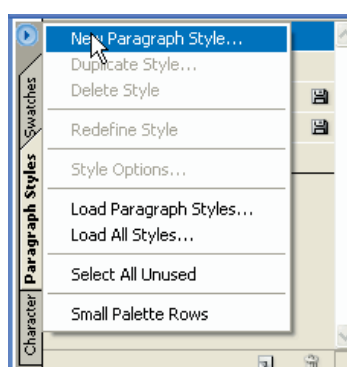 New Paragraph Style...
Duplicate Style...
Delete Style
Redefine Style
Style Options...
Load Paragraph Styles...
Load All Styles...
Select All Unused
Small Palette Rows
Swatches
Paragraph Styles
Character